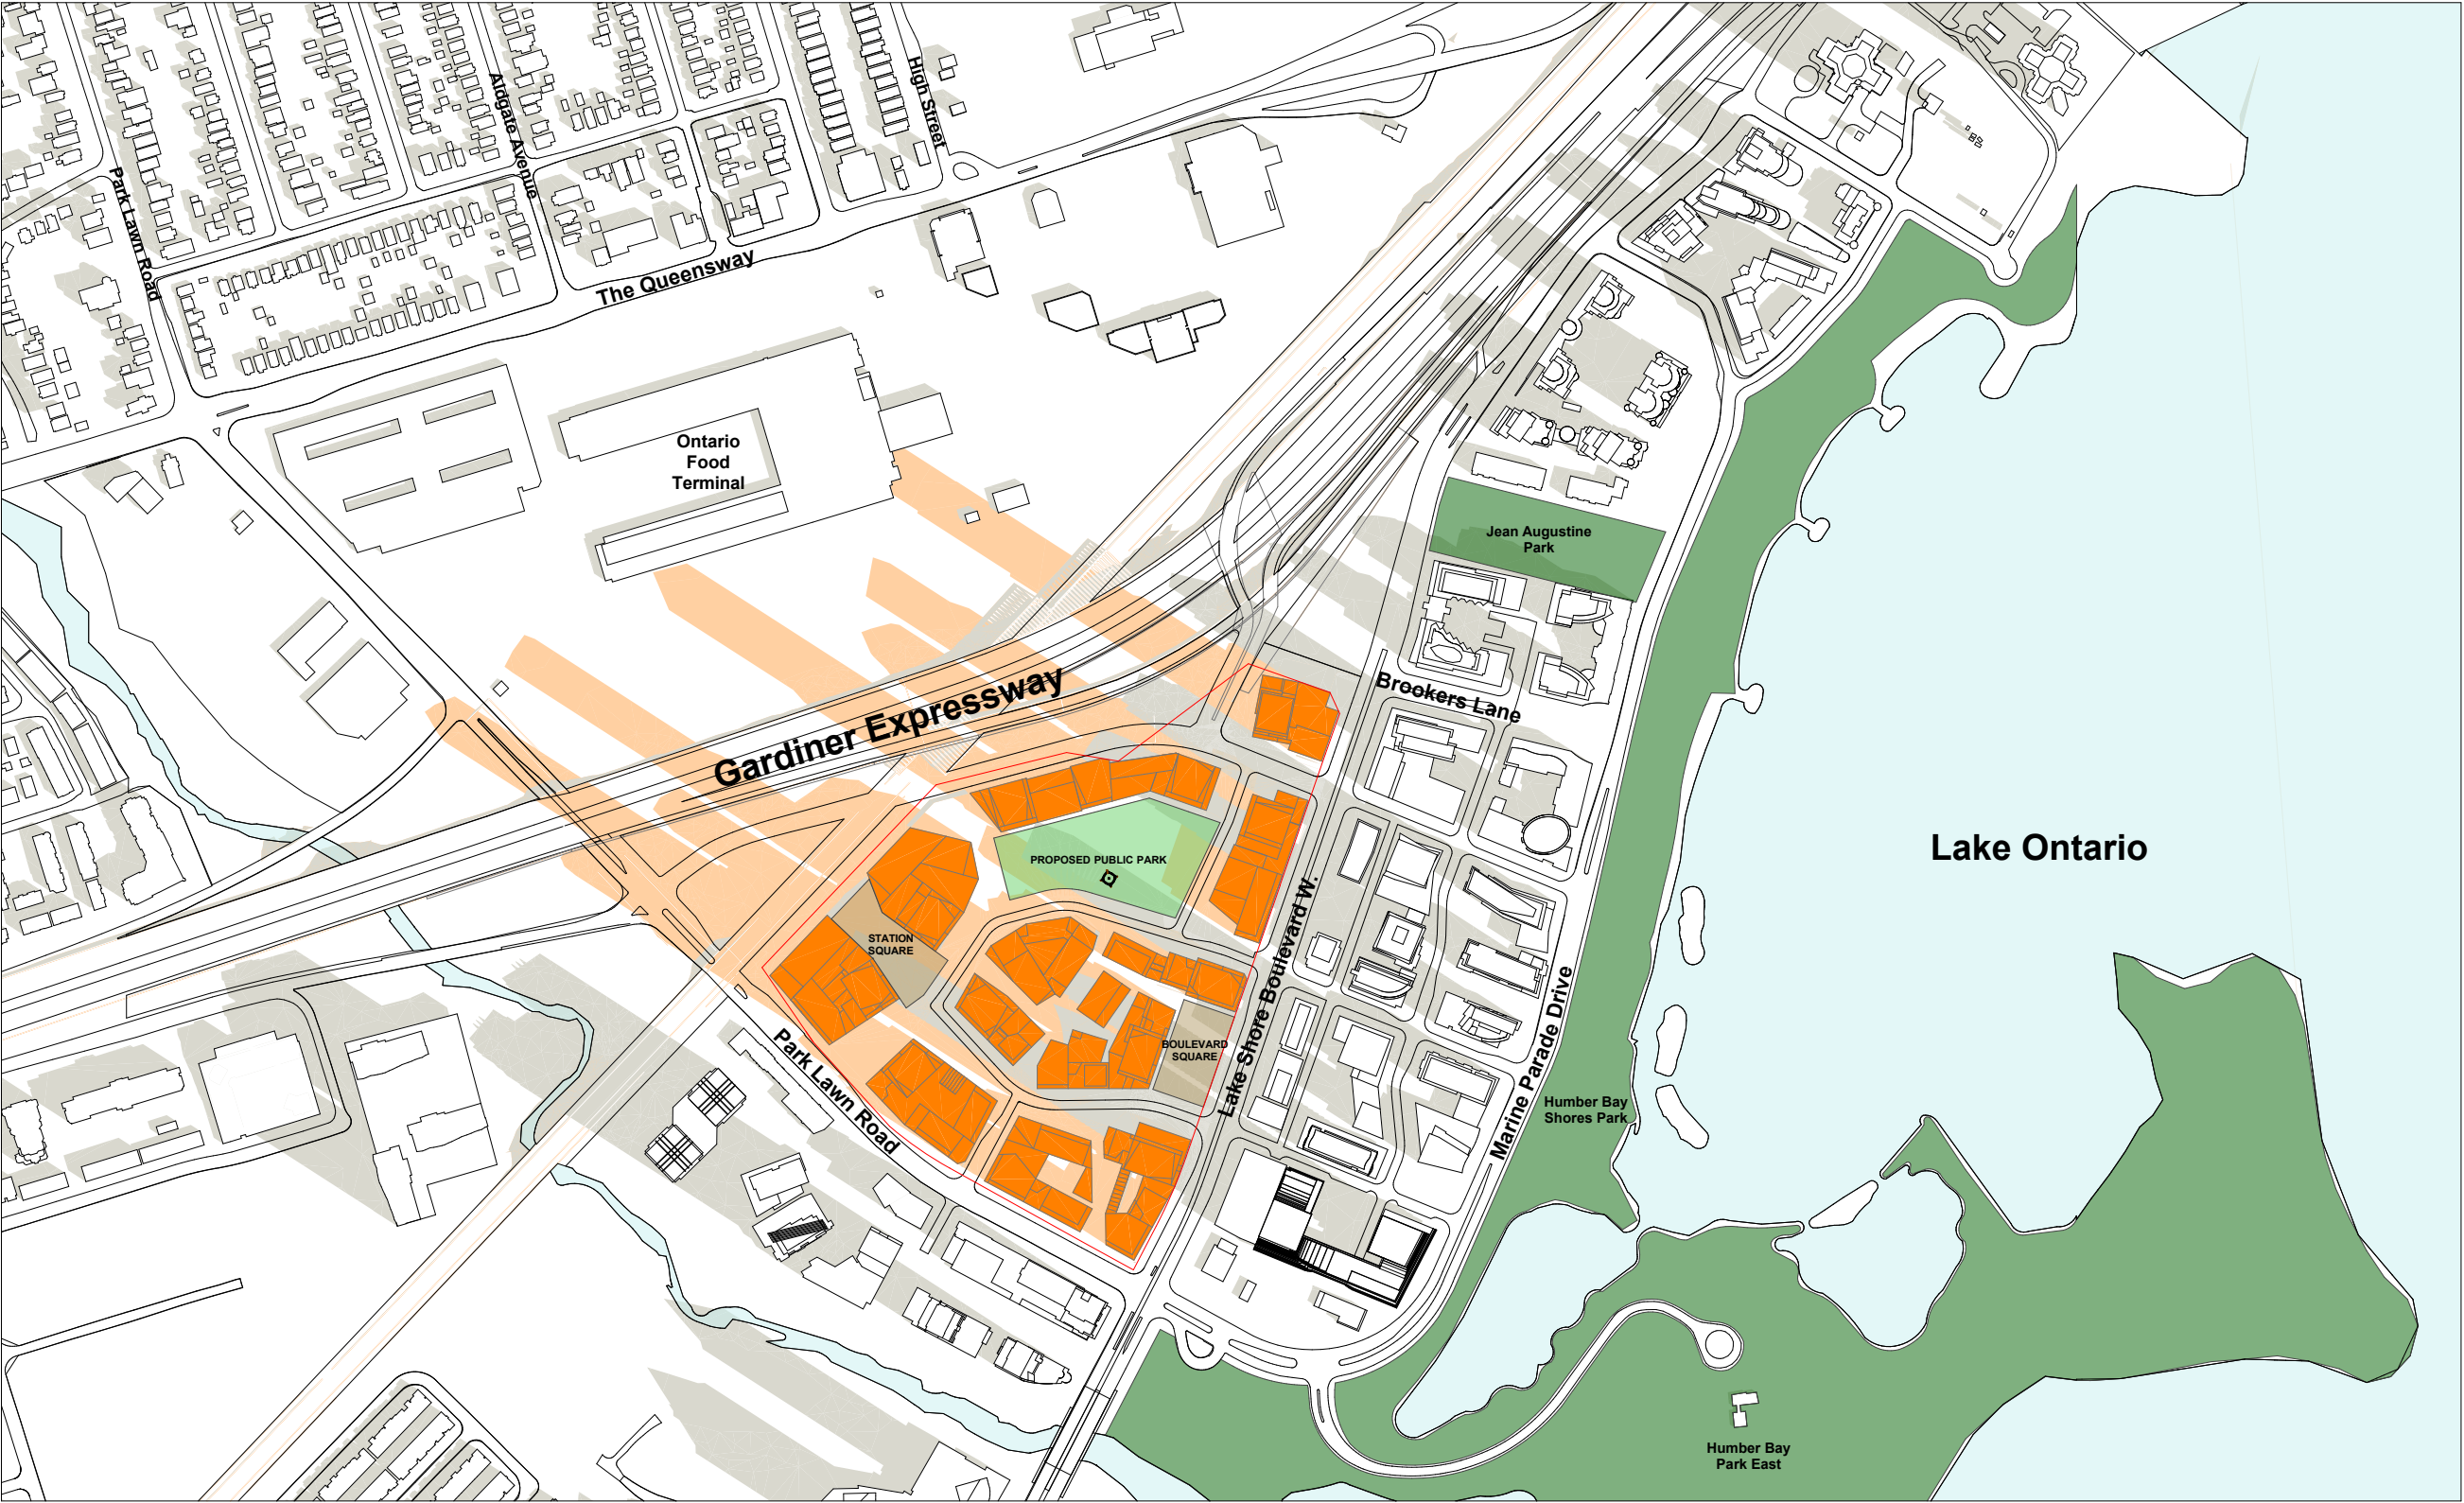 High Street
Aldgate Avenue
Park Lawn Road
The Queensway
Ontario
Food
Terminal
Jean Augustine
Park
Brookers Lane
Gardiner Expressway
Lake Ontario
PROPOSED PUBLIC PARK
STATION
SQUARE
BOULEVARD
SQUARE
Lake Shore Boulevard W.
Marine Parade Drive
Park Lawn Road
Humber Bay
Shores Park
Humber Bay
Park East